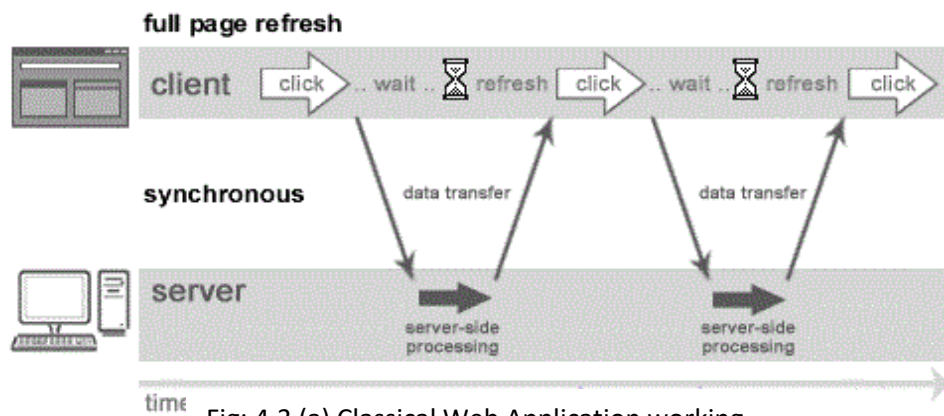 full page refresh
client click .. wait .. refresh click .. wait .. refresh click
synchronous data transfer data transfer
server
server-side processing server-side processing
time
Fig: 4.2 (a) Classical Web Application working